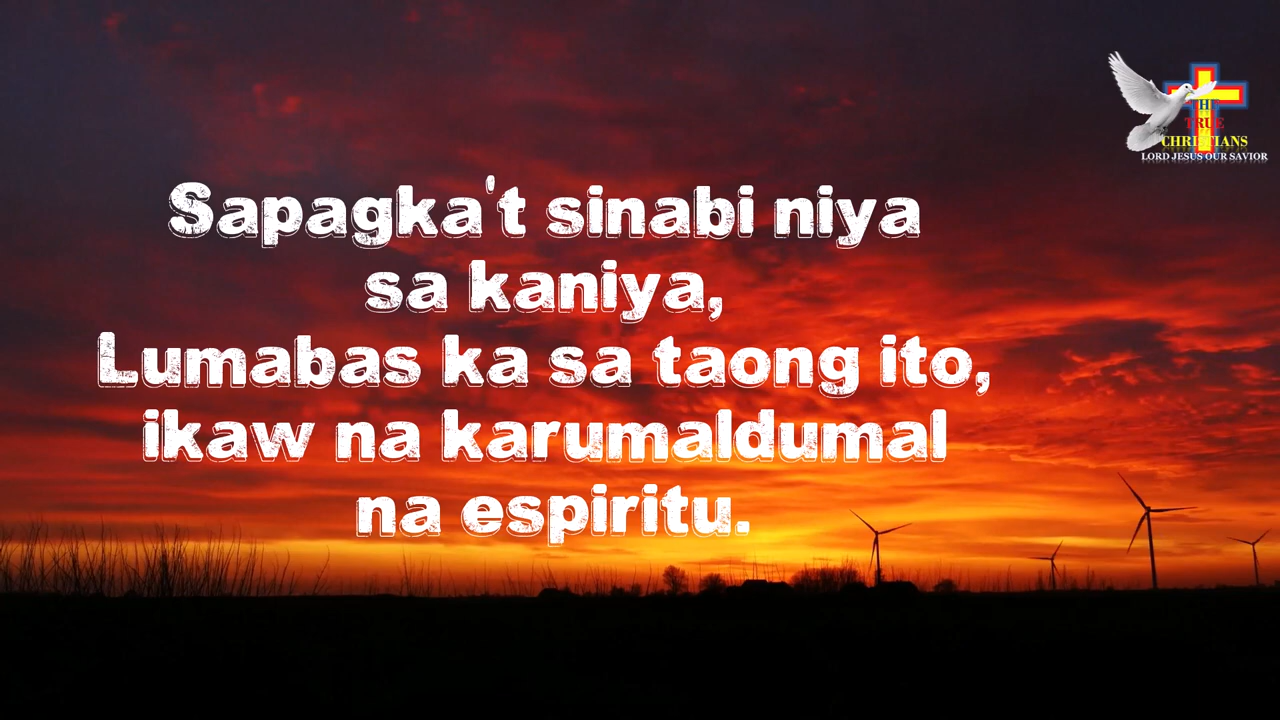 Sapagka't sinabi niya
sa kaniya,
Lumabas ka sa taong ito,
ikaw na karumaldumal
na espiritu.
THE
TRUE
CHRISTIANS
LORD JESUS OUR SAVIOR